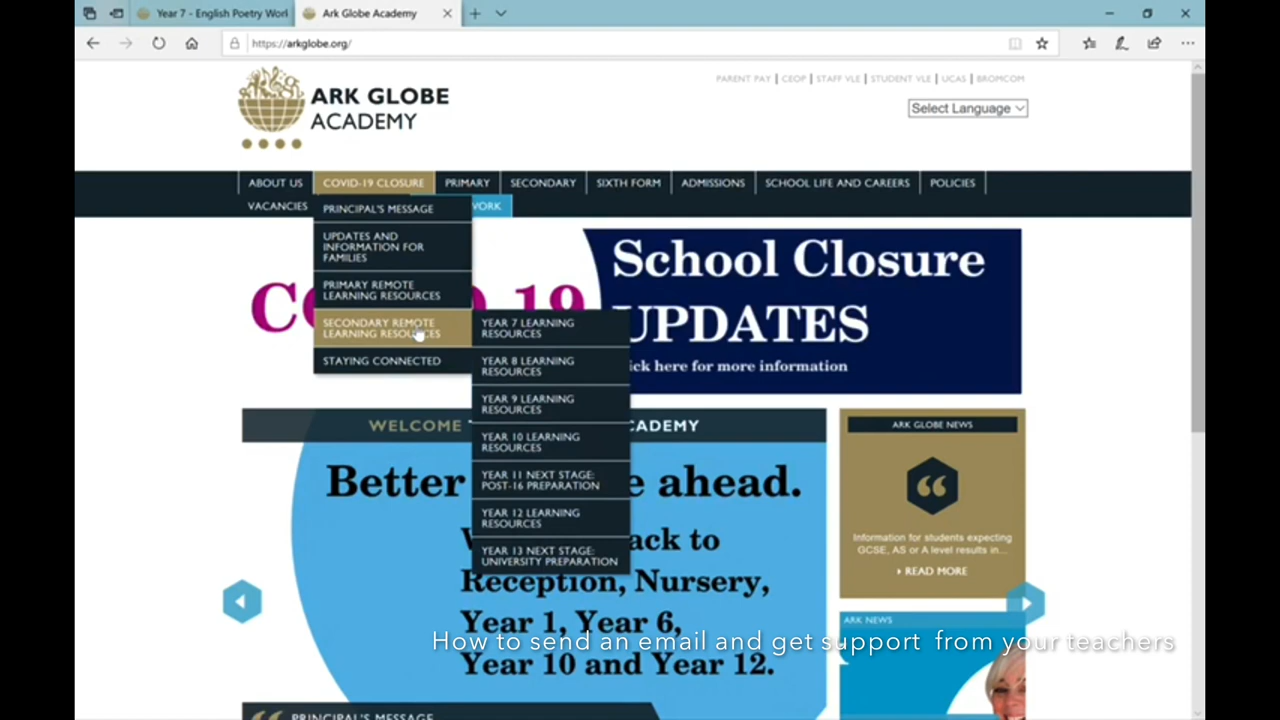 Year 7 - English Poetry Worl
Ark Globe Academy
https://arkglobe.org/
PARENT PAY | CEOP | STAFF VLE | STUDENT VLE | UCAS | BROMCOM
ARK GLOBE
ACADEMY
Select Language
ABOUT US
COVID-19 CLOSURE
PRIMARY
SECONDARY
SIXTH FORM
ADMISSIONS
SCHOOL LIFE AND CAREERS
POLICIES
VACANCIES
WORK
PRINCIPAL'S MESSAGE
UPDATES AND
INFORMATION FOR
FAMILIES
PRIMARY REMOTE
LEARNING RESOURCES
SECONDARY REMOTE
LEARNING RESOURCES
STAYING CONNECTED
YEAR 7 LEARNING
RESOURCES
YEAR 8 LEARNING
RESOURCES
YEAR 9 LEARNING
RESOURCES
YEAR 10 LEARNING
RESOURCES
YEAR 11 NEXT STAGE:
POST-16 PREPARATION
YEAR 12 LEARNING
RESOURCES
YEAR 13 NEXT STAGE:
UNIVERSITY PREPARATION
School Closure
UPDATES
ick here for more information
WELCOME
CADEMY
Better
e ahead.
ack to
Reception, Nursery,
Year 1, Year 6,
Year 10 and Year 12.
ARK GLOBE NEWS
Information for students expecting
GCSE, AS or A level results in...
READ MORE
ARK NEWS
How to send an email and get support from your teachers
PRINCIPAL'S MESSAGE